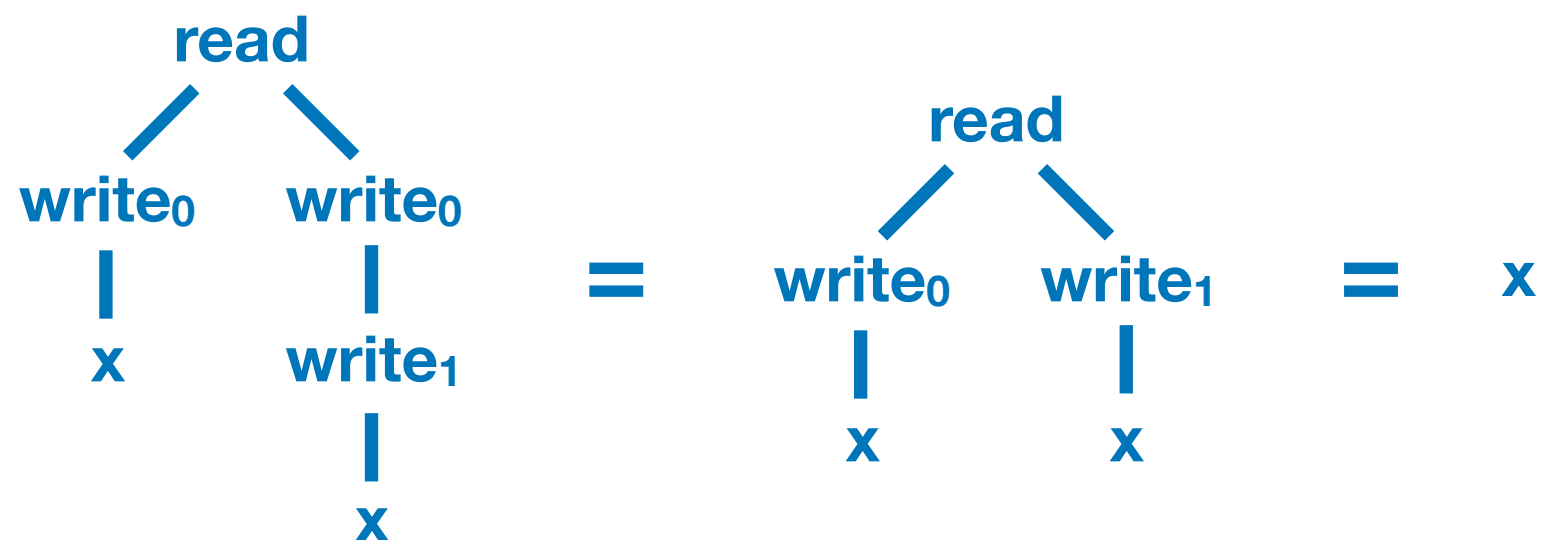 read
read
write₀ write₀ = write₀ write₁ = x
x write₁
x x
x